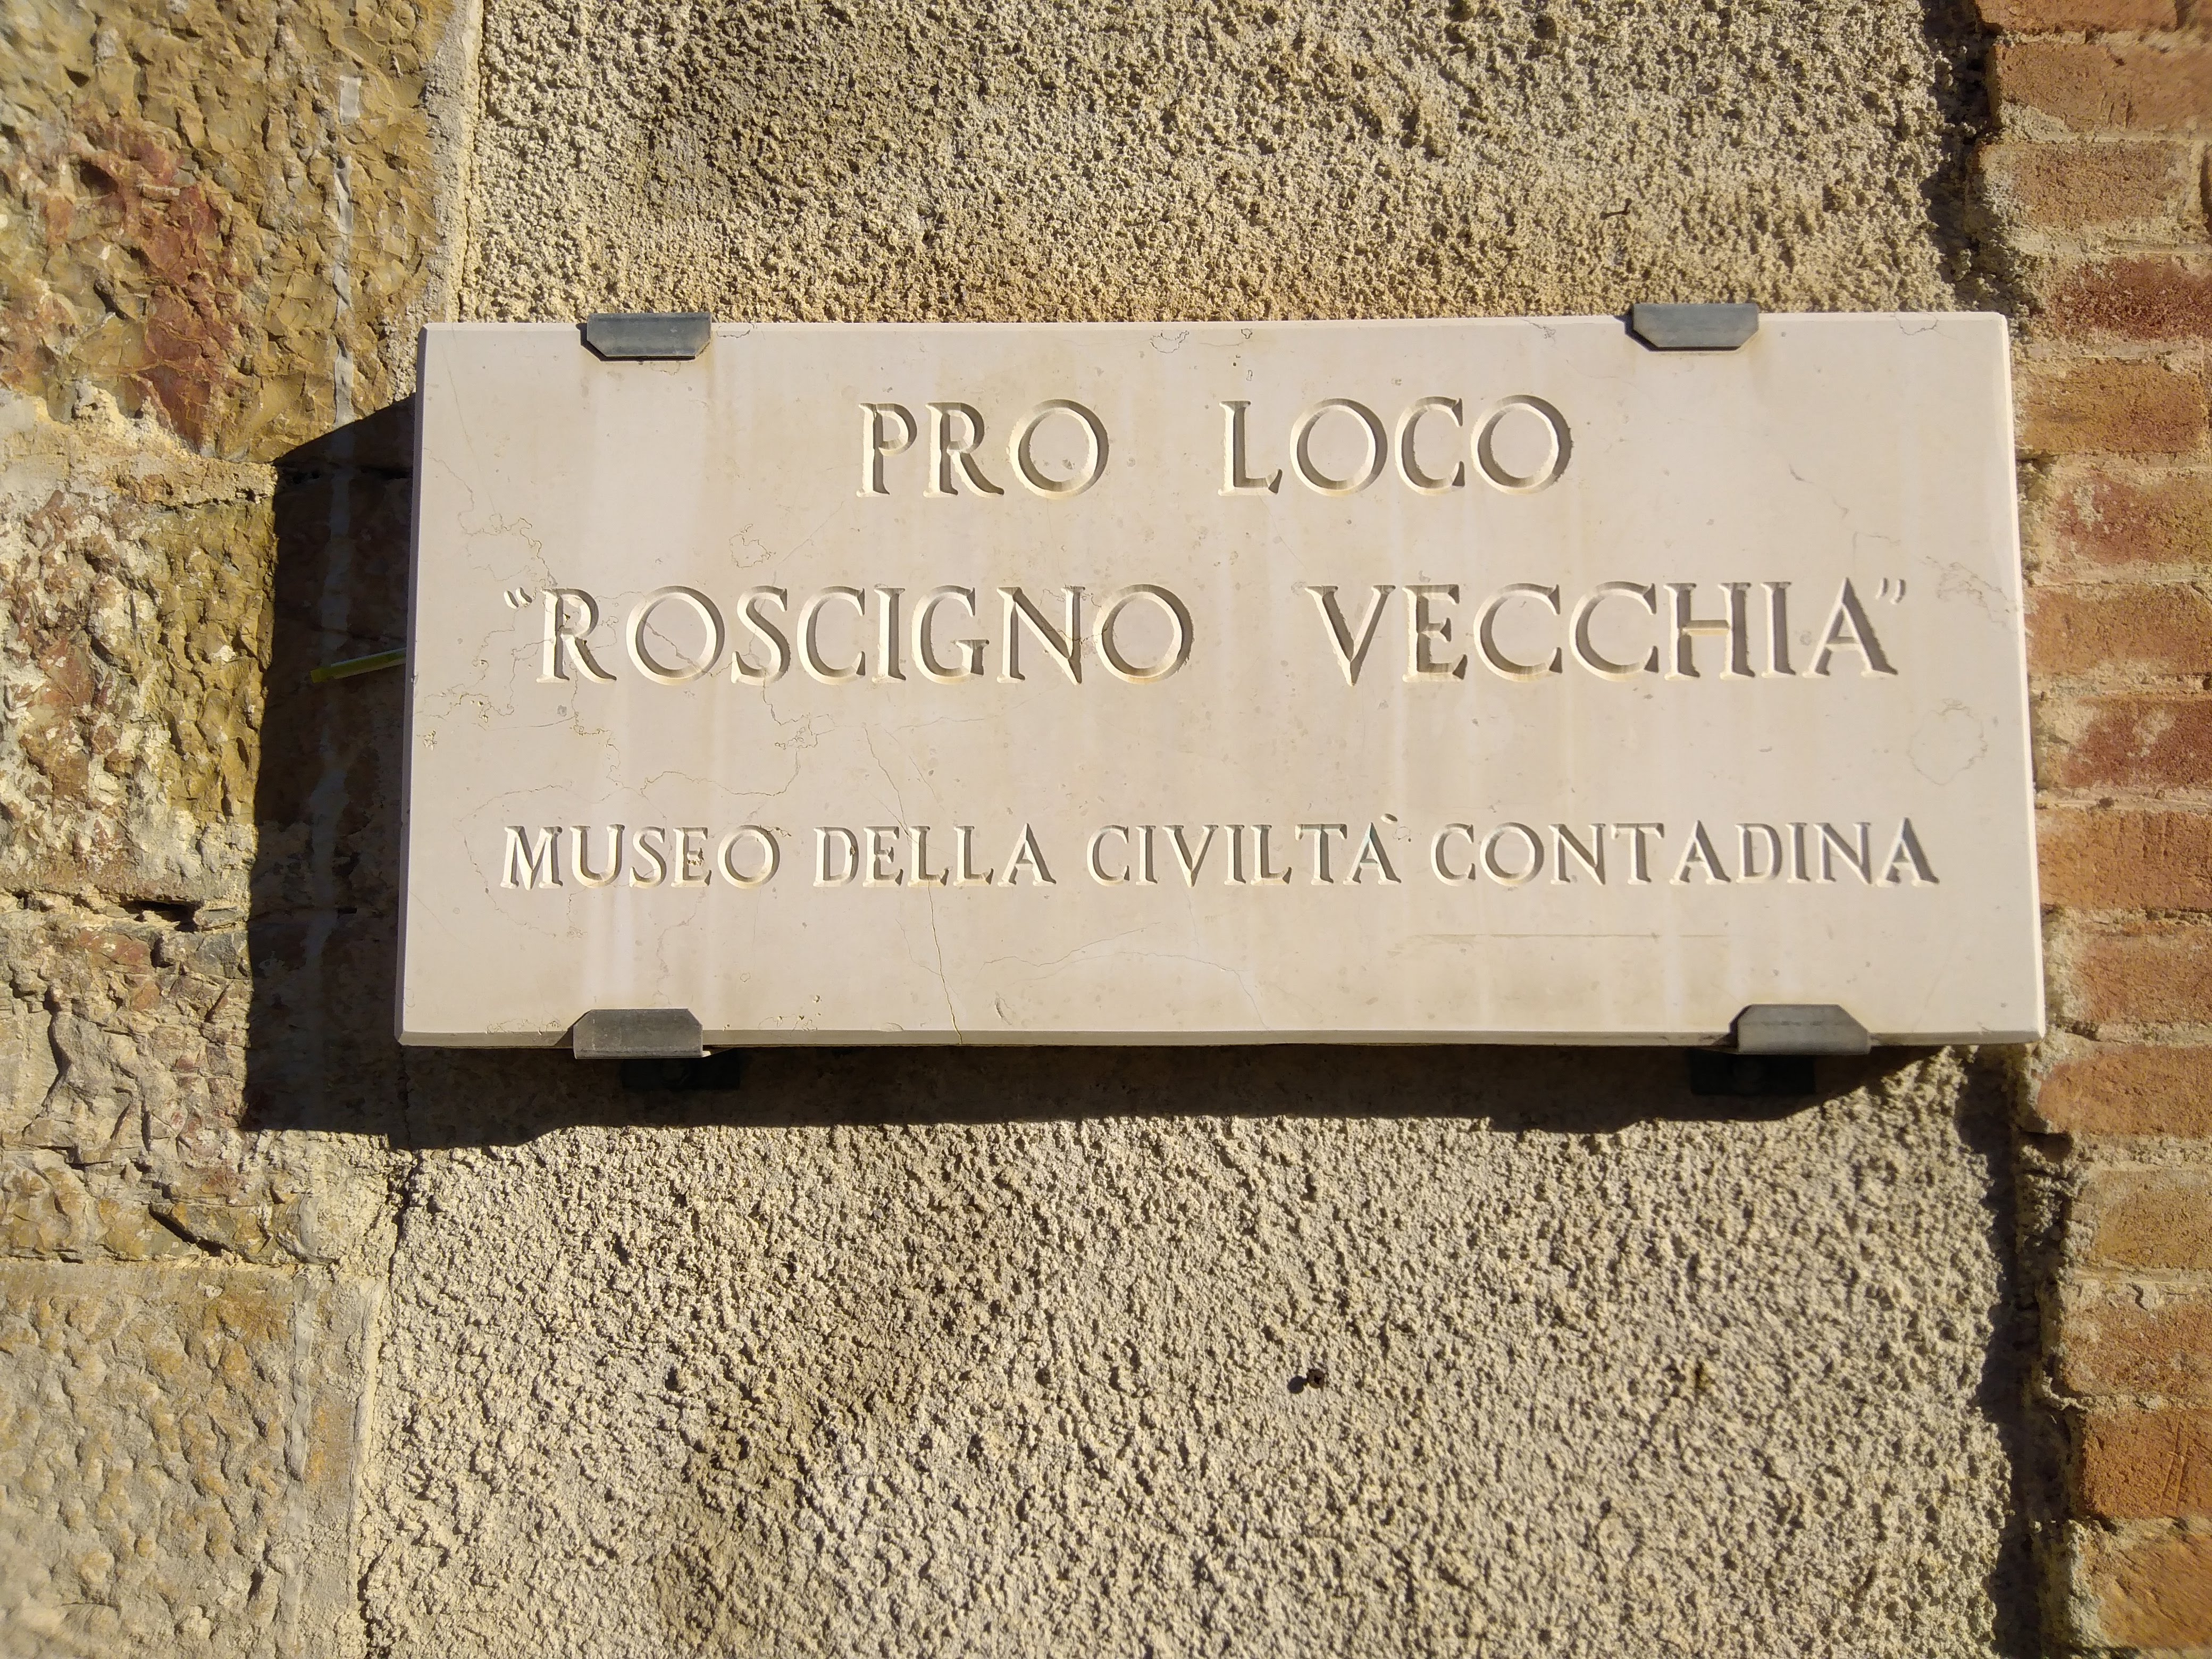 PRO LOCO
“ROSCIGNO VECCHIA”
MUSEO DELLA CIVILTÀ CONTADINA